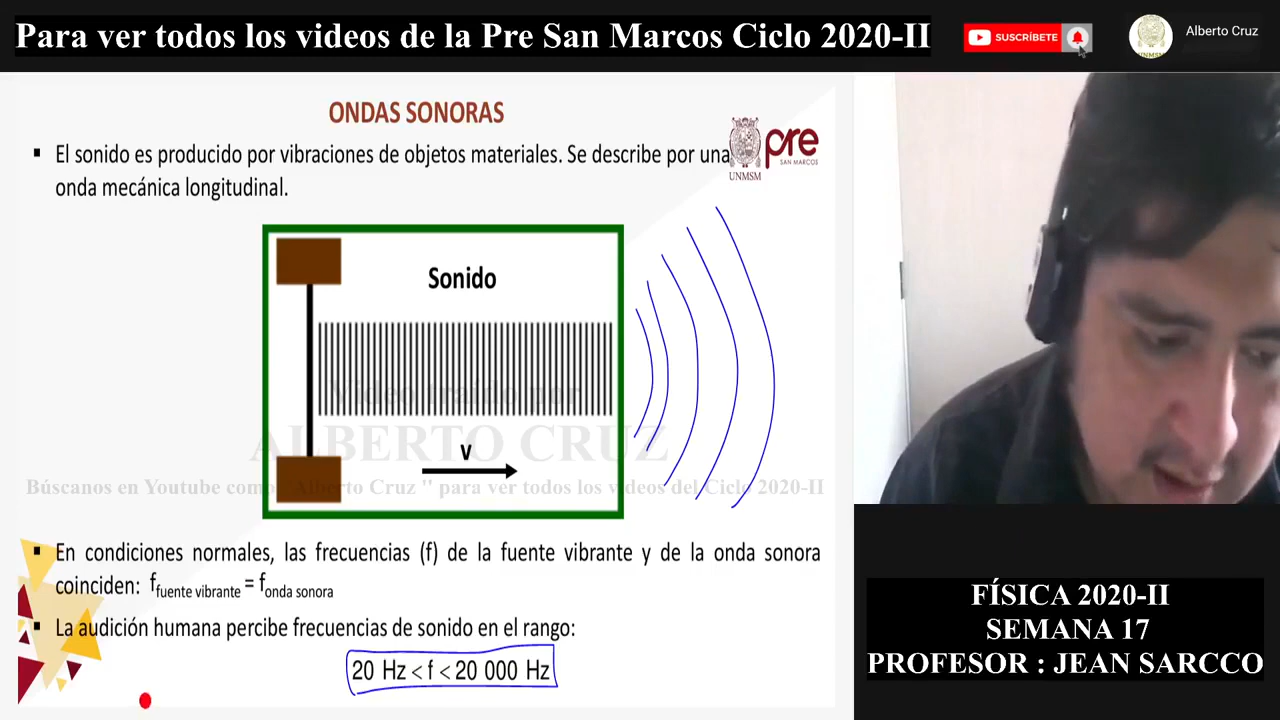 Para ver todos los videos de la Pre San Marcos Ciclo 2020-II
SUSCRÍBETE
Alberto Cruz
ONDAS SONORAS
▪ El sonido es producido por vibraciones de objetos materiales. Se describe por una
onda mecánica longitudinal.
pre
SAN MARCOS
UNMSM
Sonido
Video traído por
ALBERTO CRUZ
v
Búscanos en Youtube como " Alberto Cruz " para ver todos los videos del Ciclo 2020-II
▪ En condiciones normales, las frecuencias (f) de la fuente vibrante y de la onda sonora
coinciden: f fuente vibrante = f onda sonora
▪ La audición humana percibe frecuencias de sonido en el rango:
20 Hz < f < 20 000 Hz
FÍSICA 2020-II
SEMANA 17
PROFESOR : JEAN SARCCO